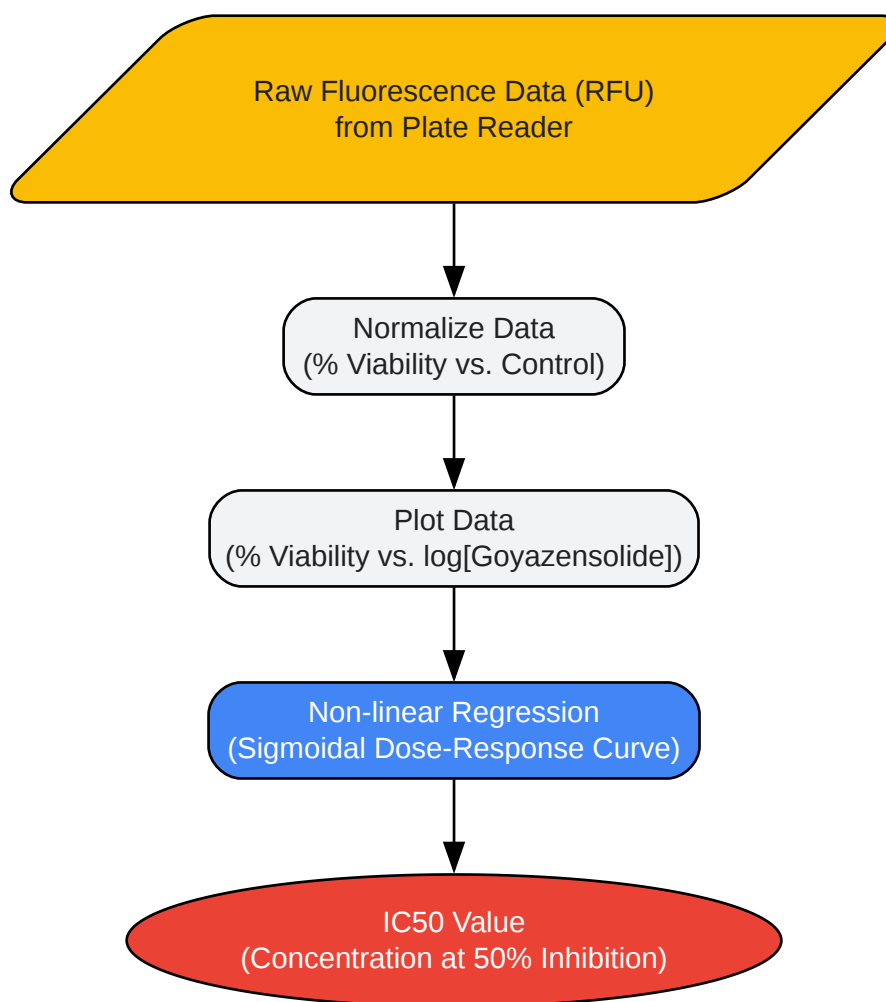 Raw Fluorescence Data (RFU)
from Plate Reader
Normalize Data
(% Viability vs. Control)
Plot Data
(% Viability vs. log[Goyazensolide])
Non-linear Regression
(Sigmoidal Dose-Response Curve)
IC50 Value
(Concentration at 50% Inhibition)